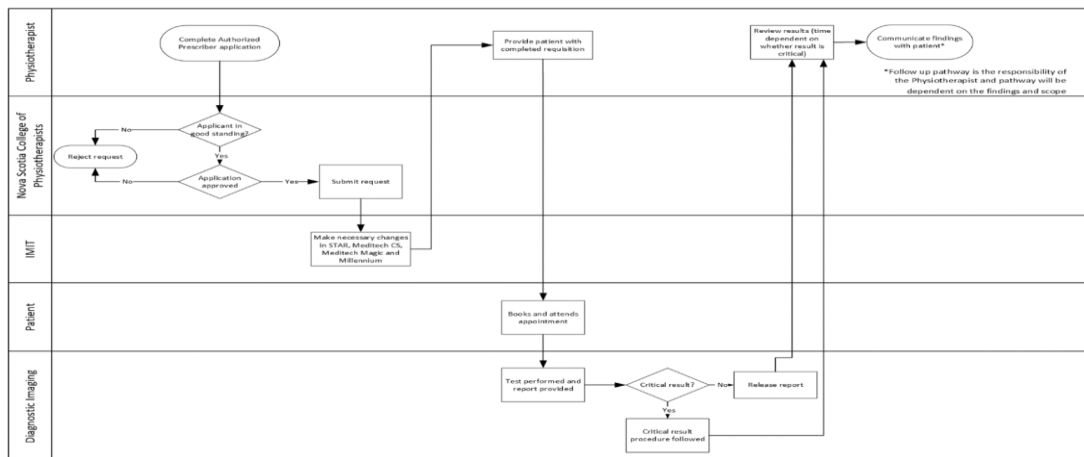 Physiotherapist
Complete Authorized
Prescriber application
Provide patient with
completed requisition
Review results (time
dependent on
whether result is
critical)
Communicate findings
with patient*
*Follow up pathway is the responsibility of
the Physiotherapist and pathway will be
dependent on the findings and scope
Nova Scotia College of
Physiotherapists
Applicant in
good standing?
No
Reject request
Yes
No
Application
approved
Yes
Submit request
IMIT
Make necessary changes
in STAR, Meditech CS,
Meditech Magic and
Millennium
Patient
Books and attends
appointment
Diagnostic Imaging
Test performed and
report provided
Critical result?
No
Release report
Yes
Critical result
procedure followed